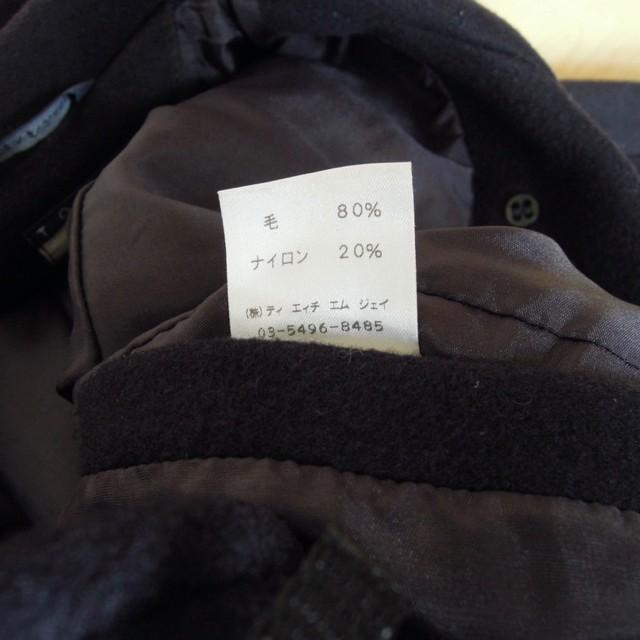 毛 80%
ナイロン 20%
(株)ティ エィチ エム ジェイ
03-5496-8485